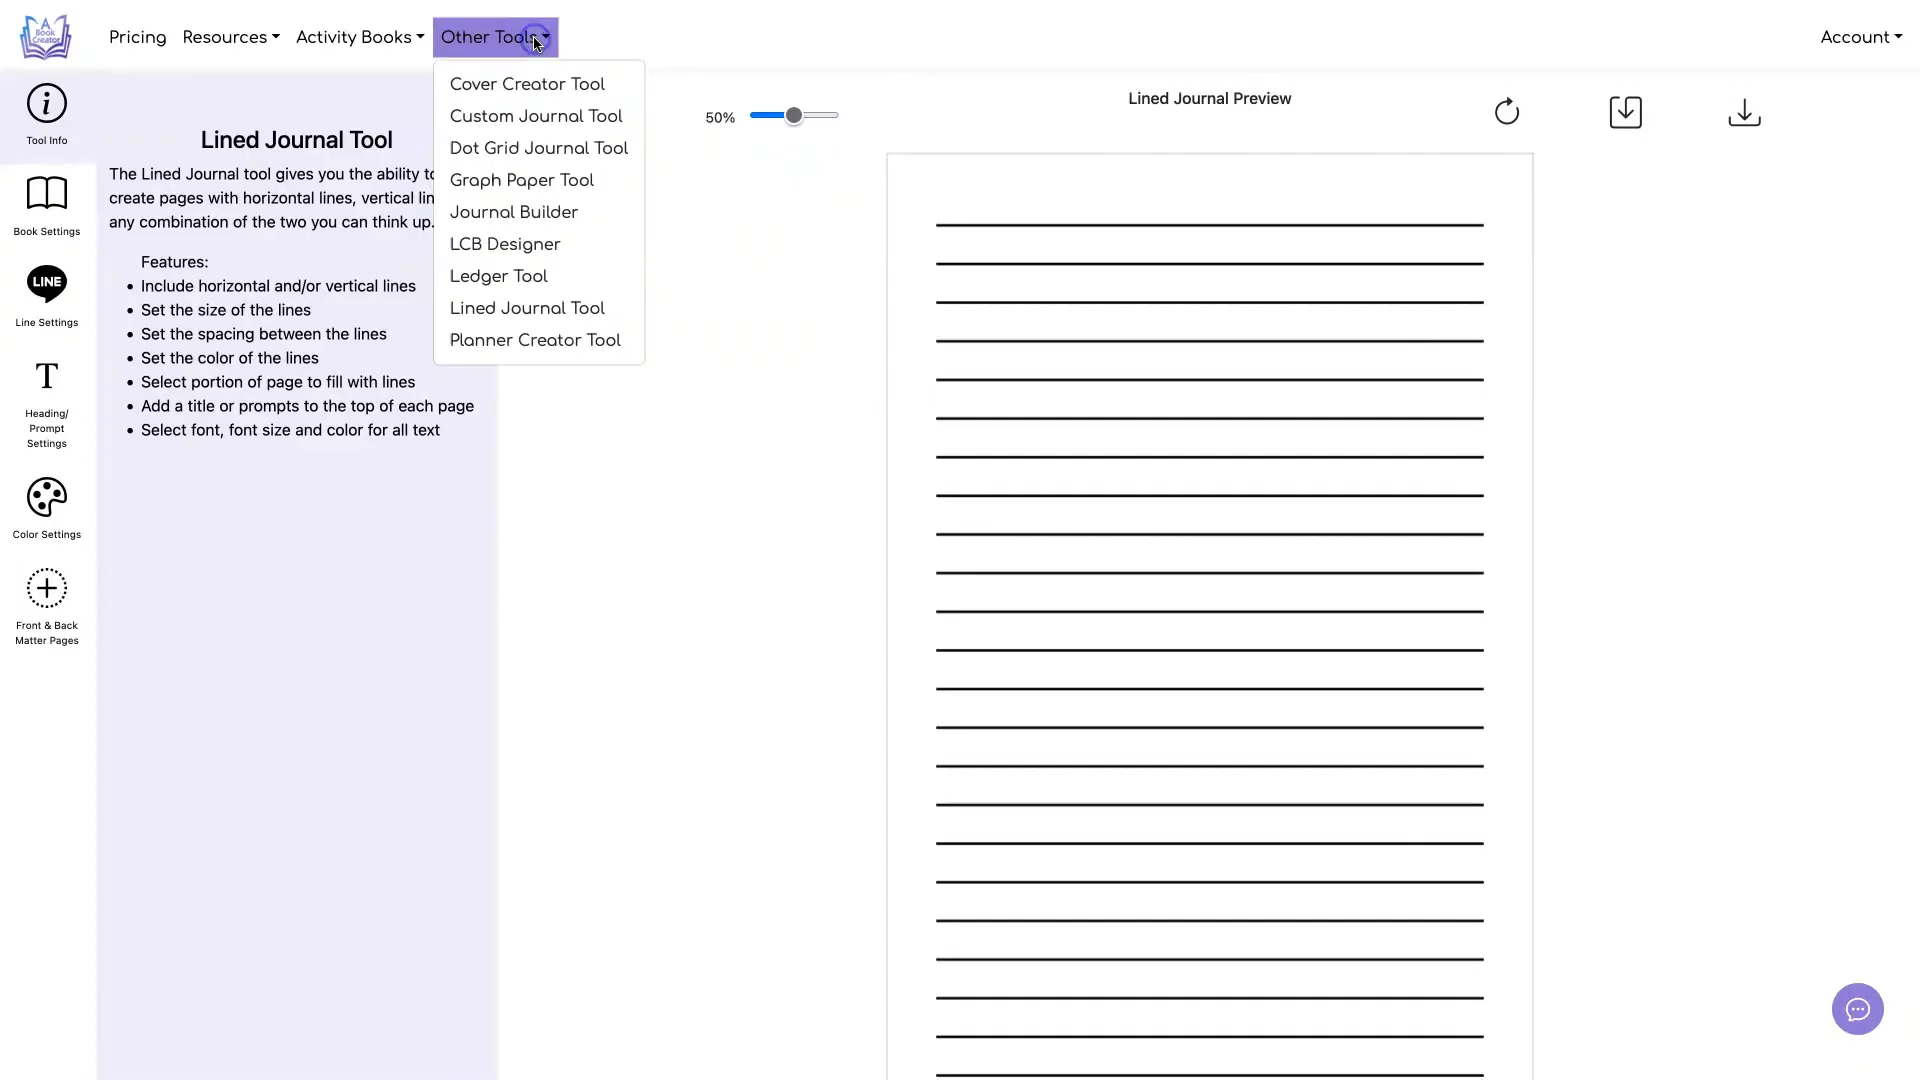 A
Book
Creator
Pricing
Resources
Activity Books
Other Tools
Account
Cover Creator Tool
Custom Journal Tool
Dot Grid Journal Tool
Graph Paper Tool
Journal Builder
LCB Designer
Ledger Tool
Lined Journal Tool
Planner Creator Tool
Tool Info
Book Settings
LINE
Line Settings
T
Heading/
Prompt
Settings
Color Settings
Front & Back
Matter Pages
Lined Journal Tool
The Lined Journal tool gives you the ability
create pages with horizontal lines, vertical
any combination of the two you can think up.
Features:
• Include horizontal and/or vertical lines
• Set the size of the lines
• Set the spacing between the lines
• Set the color of the lines
• Select portion of page to fill with lines
• Add a title or prompts to the top of each page
• Select font, font size and color for all text
50%
Lined Journal Preview